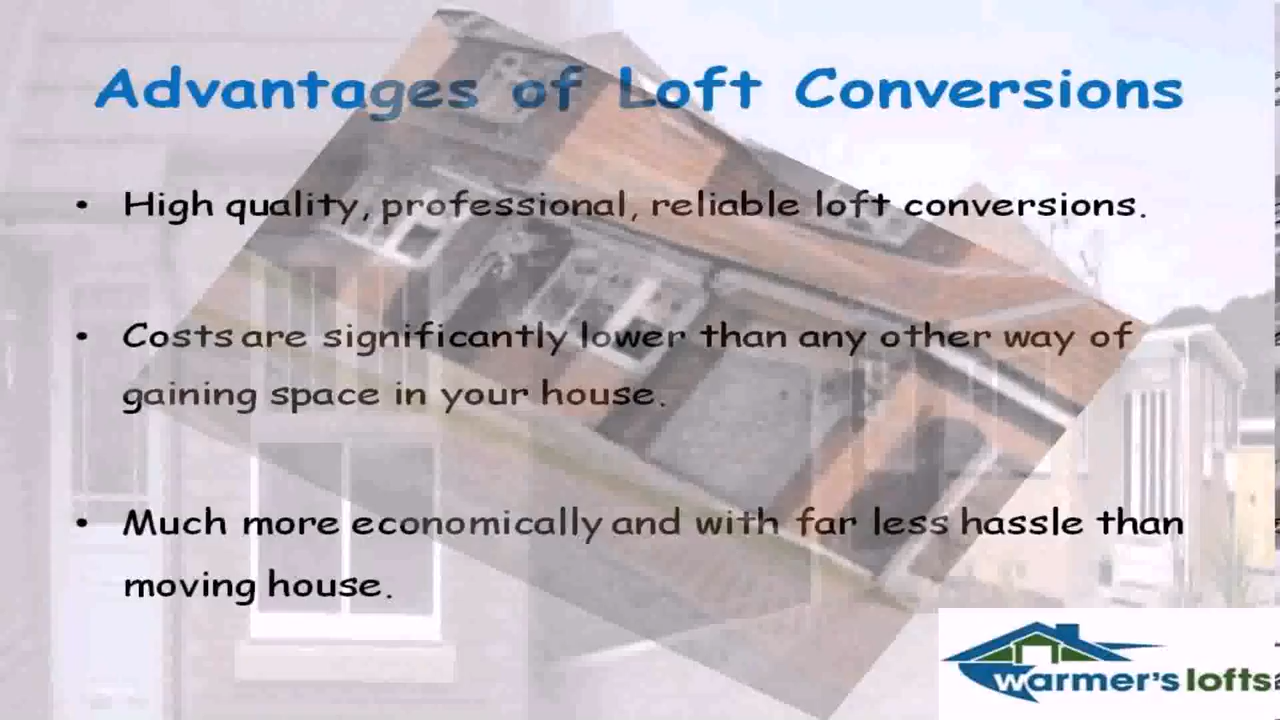 Advantages of Loft Conversions
• High quality, professional, reliable loft conversions.
• Costs are significantly lower than any other way of
gaining space in your house.
• Much more economically and with far less hassle than
moving house.
warmer's lofts